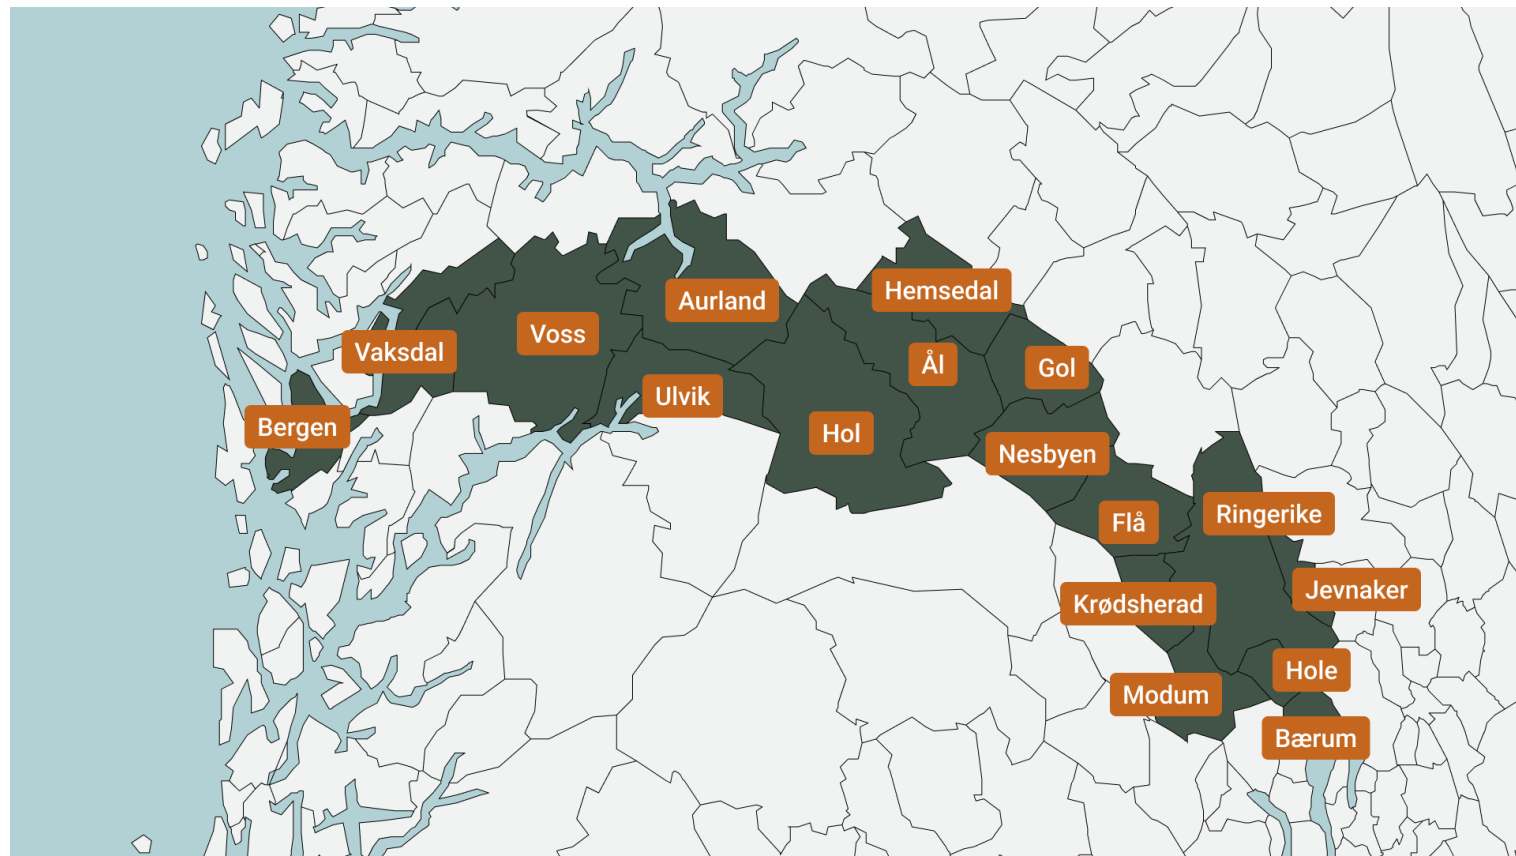 Hemsedal
Aurland
Voss
Vaksdal
Ål
Gol
Ulvik
Bergen
Hol
Nesbyen
Ringerike
Flå
Jevnaker
Krødsherad
Hole
Modum
Bærum